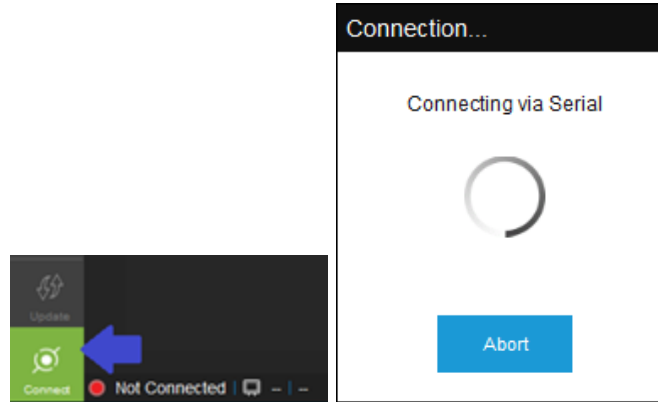 Connection...
Connecting via Serial
Abort
Update
Connect
Not Connected | -- | --